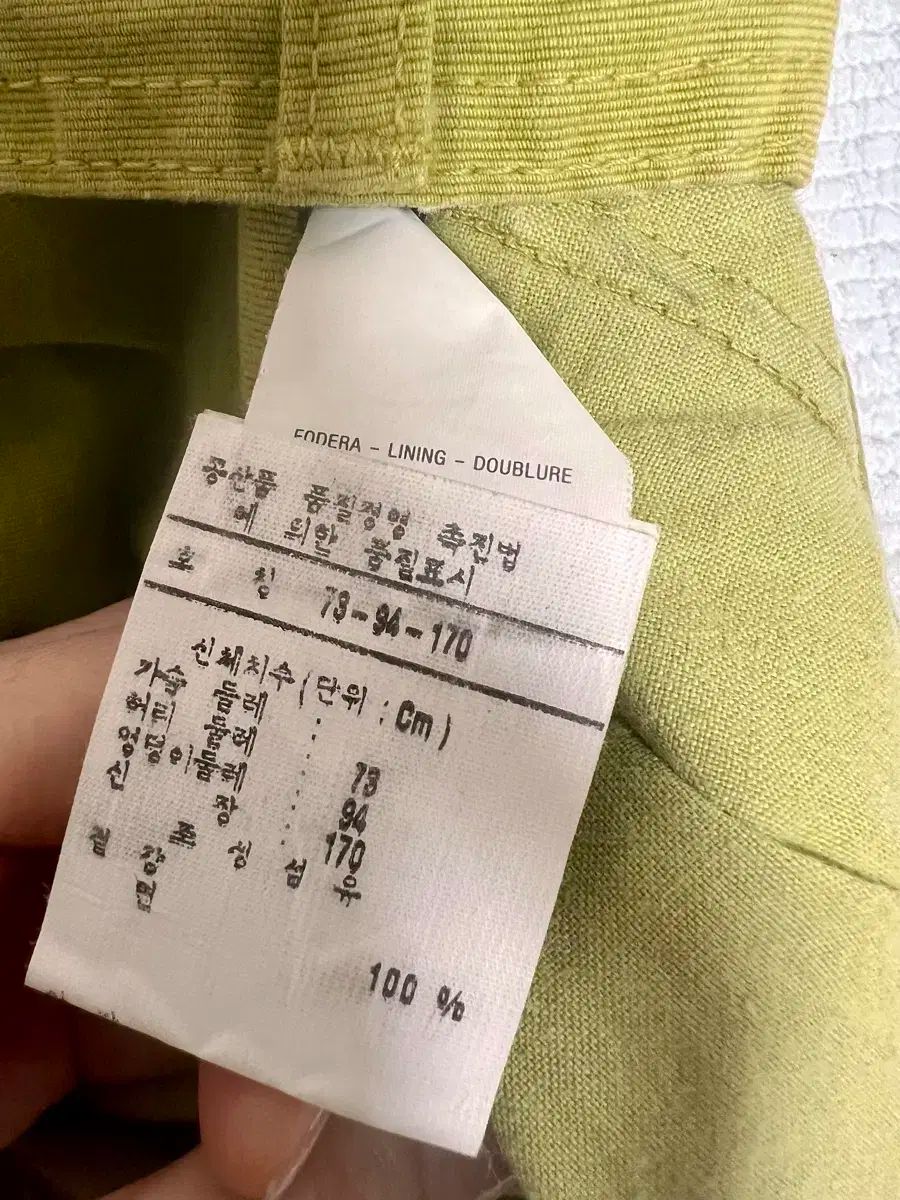 FODERA – LINING – DOUBLURE
공산품 품질경영 촉진법
에 의한 품질표시
호 칭 73-94-170
신체치수(단위 : Cm)
가슴 둘레 :
허리 둘레 : 73
엉덩이 둘레 : 94
신 장 : 170
조 성 섬 유
겉 감
100 %